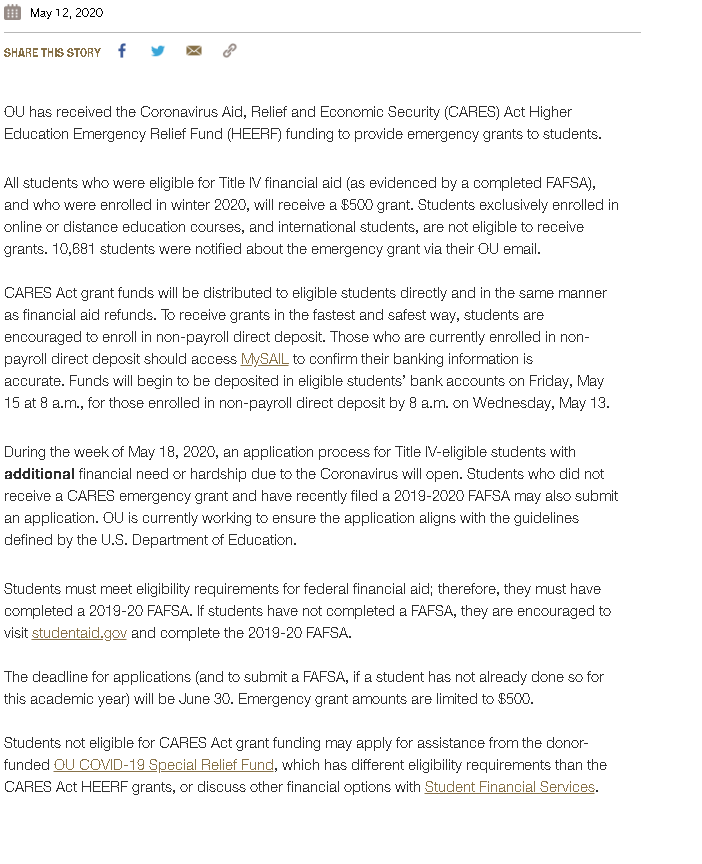 May 12, 2020
SHARE THIS STORY
OU has received the Coronavirus Aid, Relief and Economic Security (CARES) Act Higher
Education Emergency Relief Fund (HEERF) funding to provide emergency grants to students.
All students who were eligible for Title IV financial aid (as evidenced by a completed FAFSA),
and who were enrolled in winter 2020, will receive a $500 grant. Students exclusively enrolled in
online or distance education courses, and international students, are not eligible to receive
grants. 10,681 students were notified about the emergency grant via their OU email.
CARES Act grant funds will be distributed to eligible students directly and in the same manner
as financial aid refunds. To receive grants in the fastest and safest way, students are
encouraged to enroll in non-payroll direct deposit. Those who are currently enrolled in non-
payroll direct deposit should access MySAIL to confirm their banking information is
accurate. Funds will begin to be deposited in eligible students' bank accounts on Friday, May
15 at 8 a.m., for those enrolled in non-payroll direct deposit by 8 a.m. on Wednesday, May 13.
During the week of May 18, 2020, an application process for Title IV-eligible students with
additional financial need or hardship due to the Coronavirus will open. Students who did not
receive a CARES emergency grant and have recently filed a 2019-2020 FAFSA may also submit
an application. OU is currently working to ensure the application aligns with the guidelines
defined by the U.S. Department of Education.
Students must meet eligibility requirements for federal financial aid; therefore, they must have
completed a 2019-20 FAFSA. If students have not completed a FAFSA, they are encouraged to
visit studentaid.gov and complete the 2019-20 FAFSA.
The deadline for applications (and to submit a FAFSA, if a student has not already done so for
this academic year) will be June 30. Emergency grant amounts are limited to $500.
Students not eligible for CARES Act grant funding may apply for assistance from the donor-
funded OU COVID-19 Special Relief Fund, which has different eligibility requirements than the
CARES Act HEERF grants, or discuss other financial options with Student Financial Services.